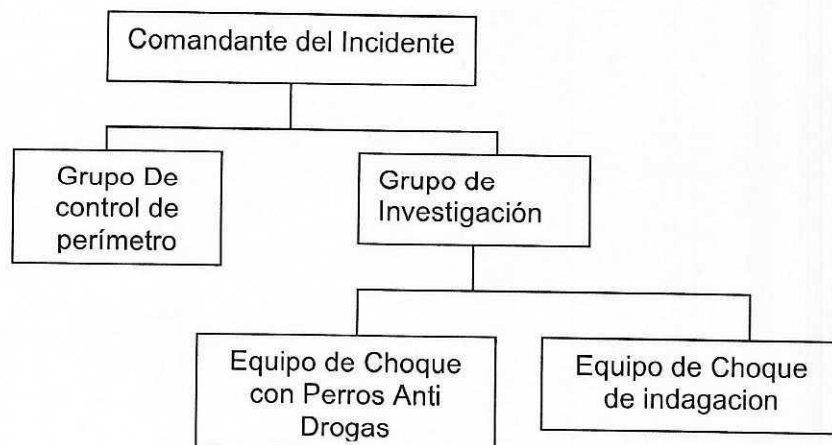 Comandante del Incidente
Grupo De
control de
perímetro
Grupo de
Investigación
Equipo de Choque
con Perros Anti
Drogas
Equipo de Choque
de indagacion